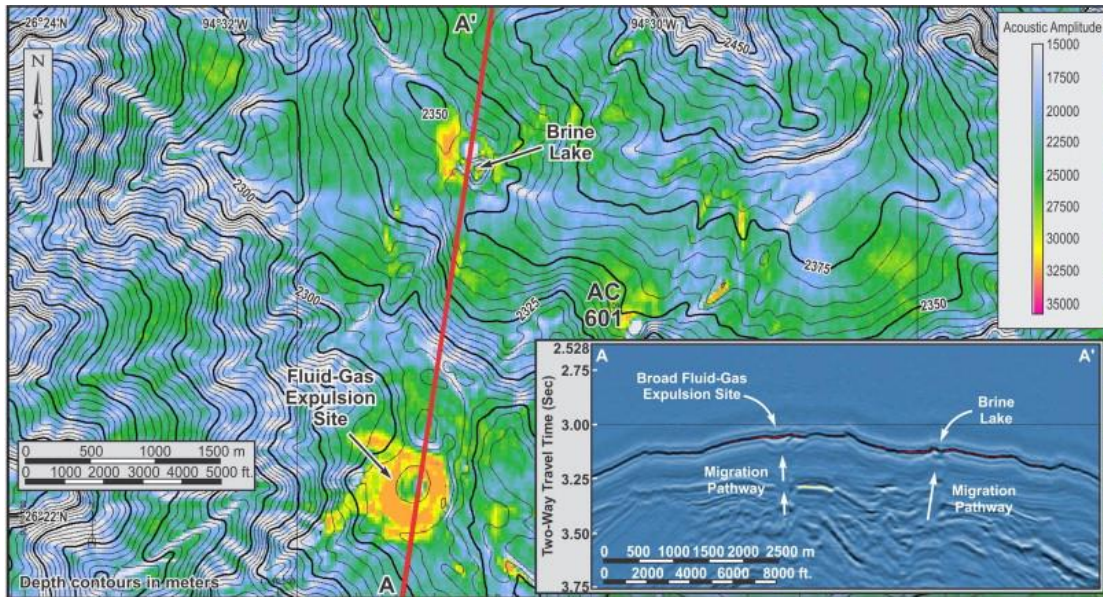 26°24'N
94°32'W
A'
94°30'W
2450
Acoustic Amplitude
15000
17500
20000
22500
25000
27500
30000
32500
35000
N
2350
Brine
Lake
2300
2375
2300
2325
AC
601
2350
Fluid-Gas
Expulsion
Site
0 500 1000 1500 m
0 1000 2000 3000 4000 5000 ft.
26°22'N
A
Depth contours in meters
Two-Way Travel Time (Sec)
2.528
2.75
3.00
3.25
3.50
3.75
A
A'
Broad Fluid-Gas
Expulsion Site
Brine
Lake
Migration
Pathway
Migration
Pathway
0 500 1000 1500 2000 2500 m
0 2000 4000 6000 8000 ft.